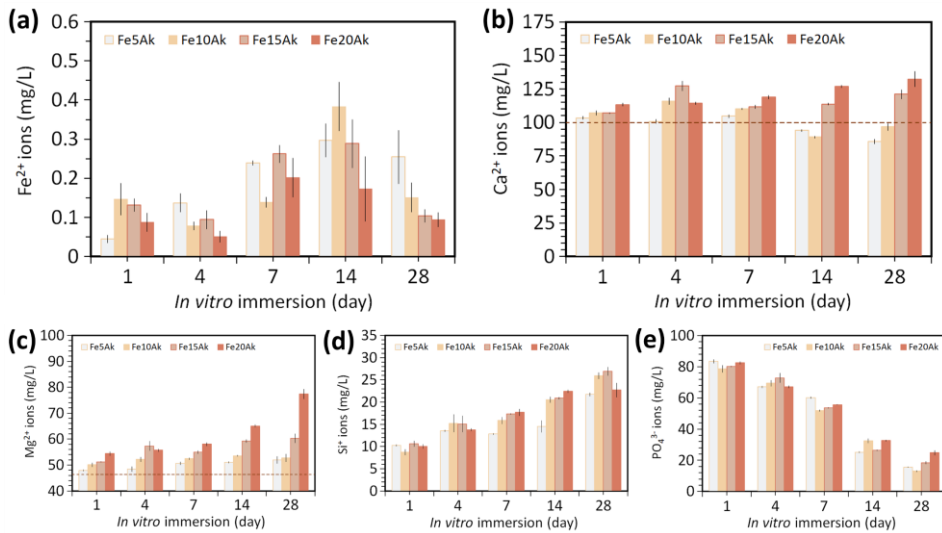 (a)
Fe5Ak Fe10Ak Fe15Ak Fe20Ak
Fe²⁺ ions (mg/L)
0.6
0.5
0.4
0.3
0.2
0.1
0
1 4 7 14 28
In vitro immersion (day)
(b)
Fe5Ak Fe10Ak Fe15Ak Fe20Ak
Ca²⁺ ions (mg/L)
175
150
125
100
75
50
25
0
1 4 7 14 28
In vitro immersion (day)
(c)
Fe5Ak Fe10Ak Fe15Ak Fe20Ak
Mg²⁺ ions (mg/L)
100
90
80
70
60
50
40
1 4 7 14 28
In vitro immersion (day)
(d)
Fe5Ak Fe10Ak Fe15Ak Fe20Ak
Si⁺ ions (mg/L)
35
30
25
20
15
10
5
0
1 4 7 14 28
In vitro immersion (day)
(e)
Fe5Ak Fe10Ak Fe15Ak Fe20Ak
PO₄³⁻ ions (mg/L)
100
80
60
40
20
0
1 4 7 14 28
In vitro immersion (day)